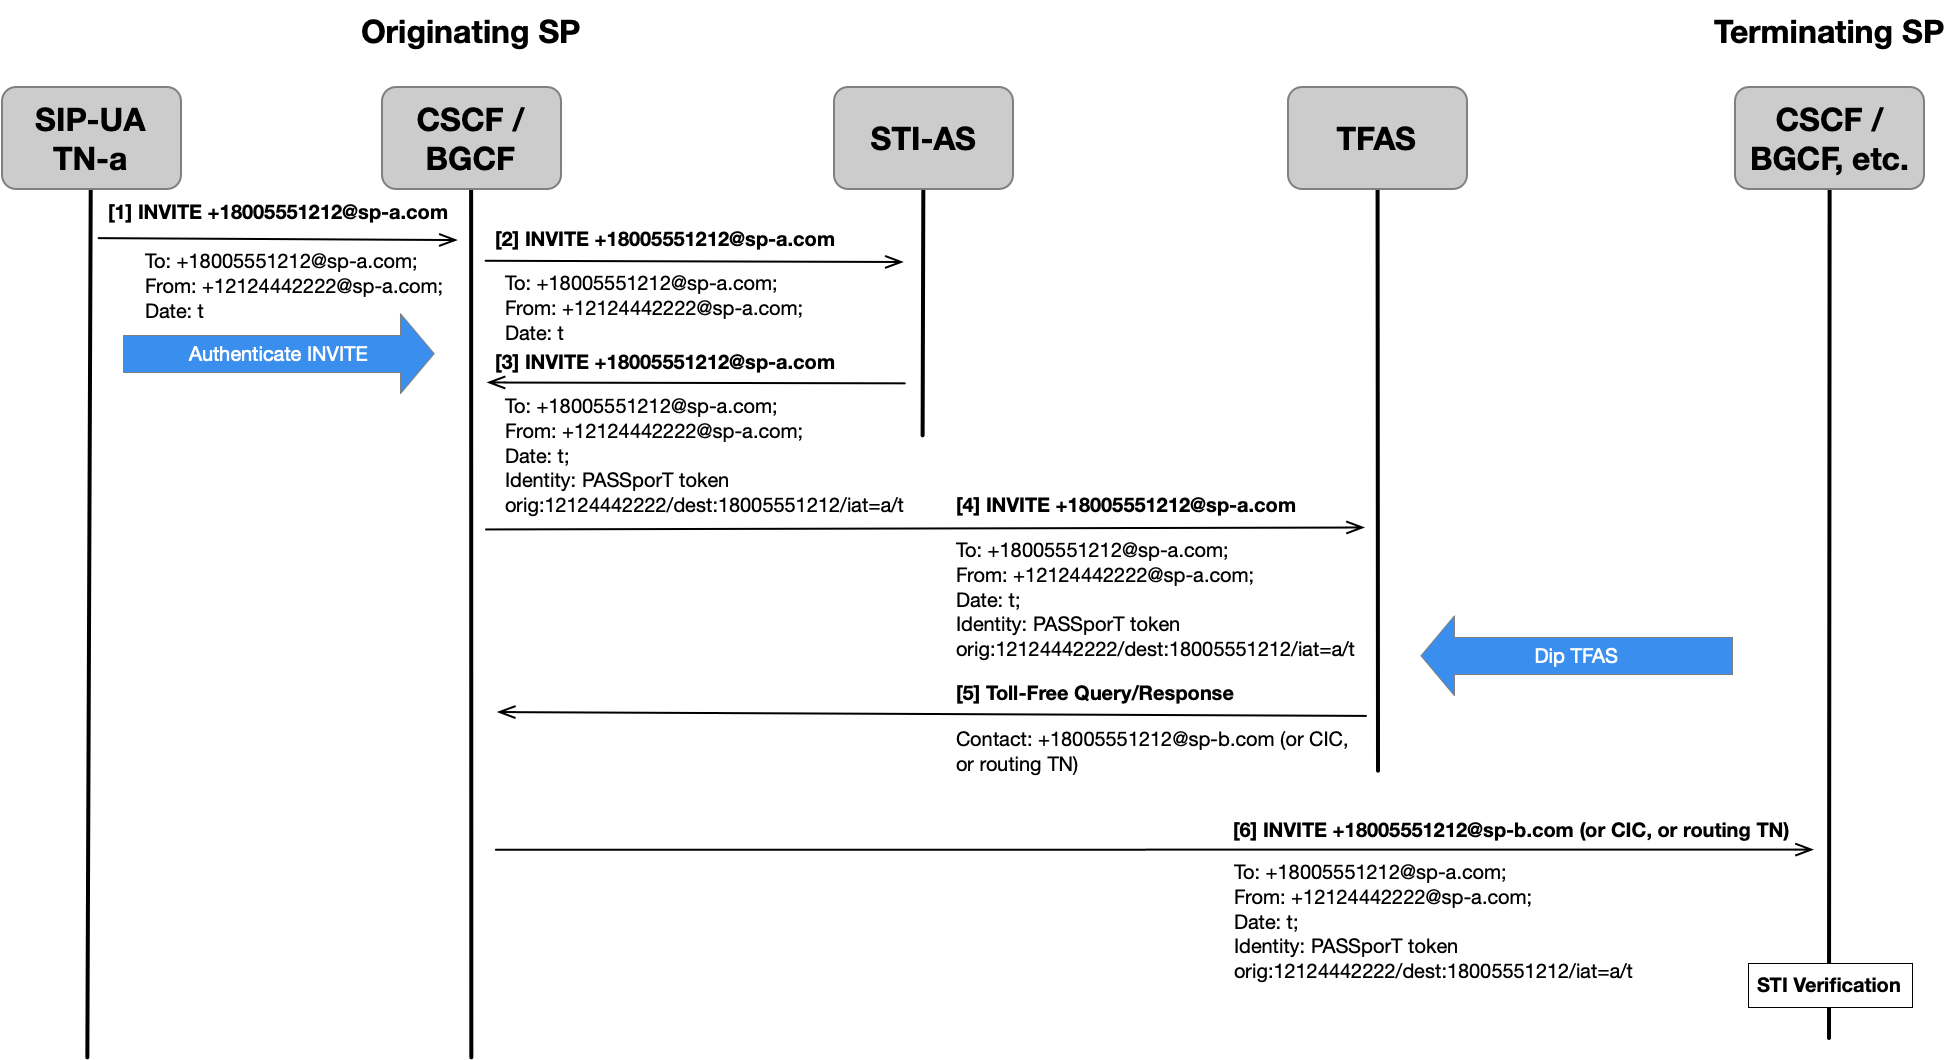 Originating SP
Terminating SP
SIP-UA
TN-a
CSCF /
BGCF
STI-AS
TFAS
CSCF /
BGCF, etc.
[1] INVITE +18005551212@sp-a.com
To: +18005551212@sp-a.com;
From: +12124442222@sp-a.com;
Date: t
Authenticate INVITE
[2] INVITE +18005551212@sp-a.com
To: +18005551212@sp-a.com;
From: +12124442222@sp-a.com;
Date: t
[3] INVITE +18005551212@sp-a.com
To: +18005551212@sp-a.com;
From: +12124442222@sp-a.com;
Date: t;
Identity: PASSporT token
orig:12124442222/dest:18005551212/iat=a/t
[4] INVITE +18005551212@sp-a.com
To: +18005551212@sp-a.com;
From: +12124442222@sp-a.com;
Date: t;
Identity: PASSporT token
orig:12124442222/dest:18005551212/iat=a/t
Dip TFAS
[5] Toll-Free Query/Response
Contact: +18005551212@sp-b.com (or CIC,
or routing TN)
[6] INVITE +18005551212@sp-b.com (or CIC, or routing TN)
To: +18005551212@sp-a.com;
From: +12124442222@sp-a.com;
Date: t;
Identity: PASSporT token
orig:12124442222/dest:18005551212/iat=a/t
STI Verification